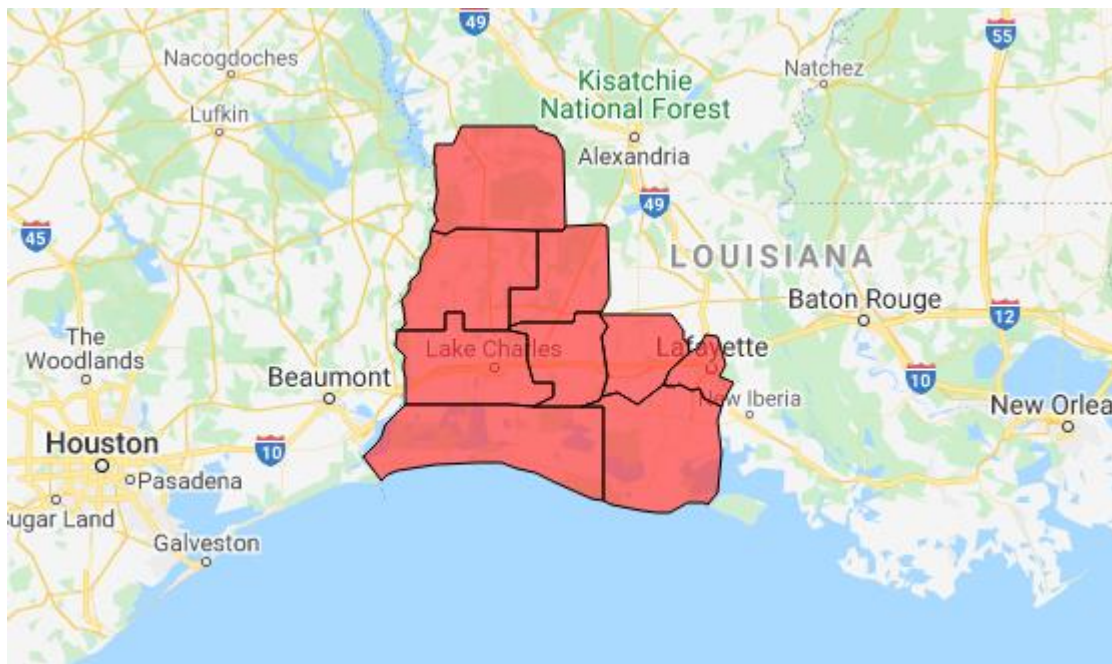 49
55
Nacogdoches
Natchez
Kisatchie
National Forest
Lufkin
Alexandria
49
45
LOUISIANA
Baton Rouge
12
The
Woodlands
Lake Charles
Lafayette
Beaumont
10
New Iberia
New Orlea
Houston
10
Pasadena
ugar Land
Galveston